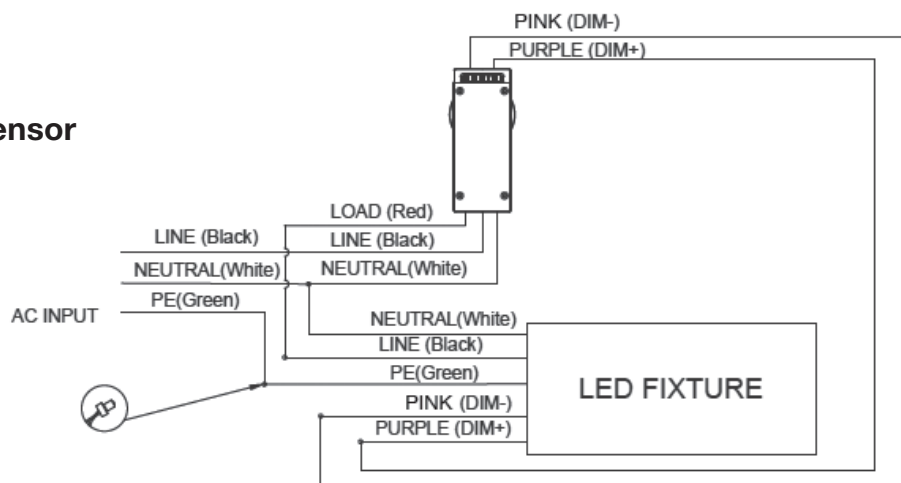 PINK (DIM-)
PURPLE (DIM+)
ensor
LOAD (Red)
LINE (Black)
LINE (Black)
NEUTRAL(White)
NEUTRAL(White)
PE(Green)
AC INPUT
NEUTRAL(White)
LINE (Black)
PE(Green)
LED FIXTURE
PINK (DIM-)
PURPLE (DIM+)